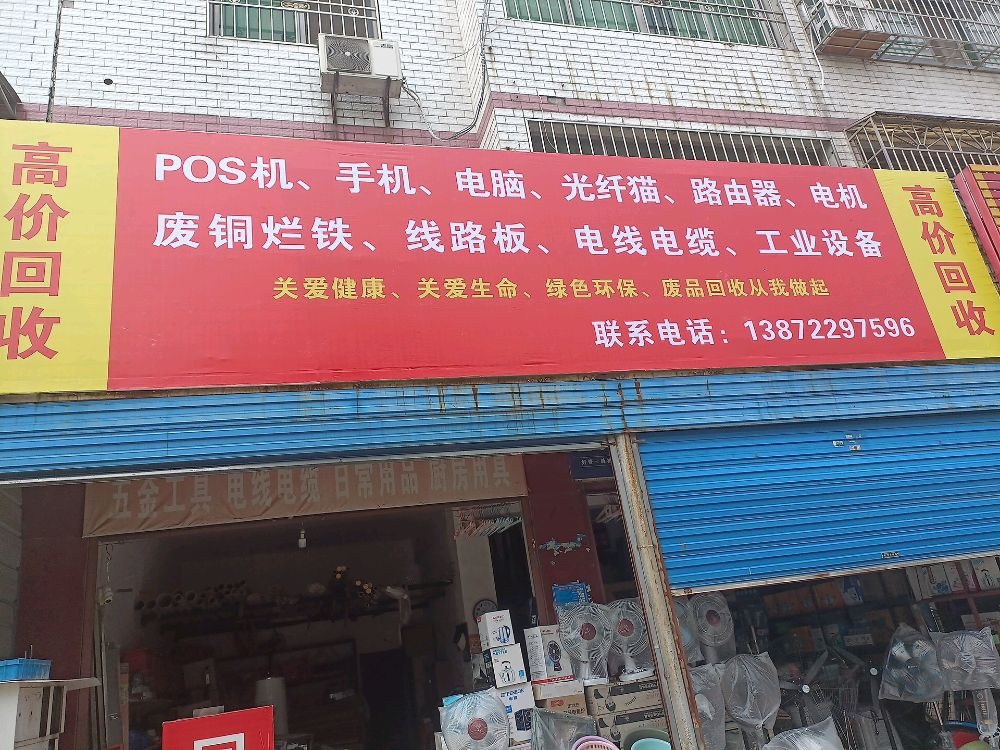 高价回收
POS机、手机、电脑、光纤猫、路由器、电机
废铜烂铁、线路板、电线电缆、工业设备
关爱健康、关爱生命、绿色环保、废品回收从我做起
联系电话：13872297596
高价回收
五金工具 电线电缆 日常用品 厨房用具